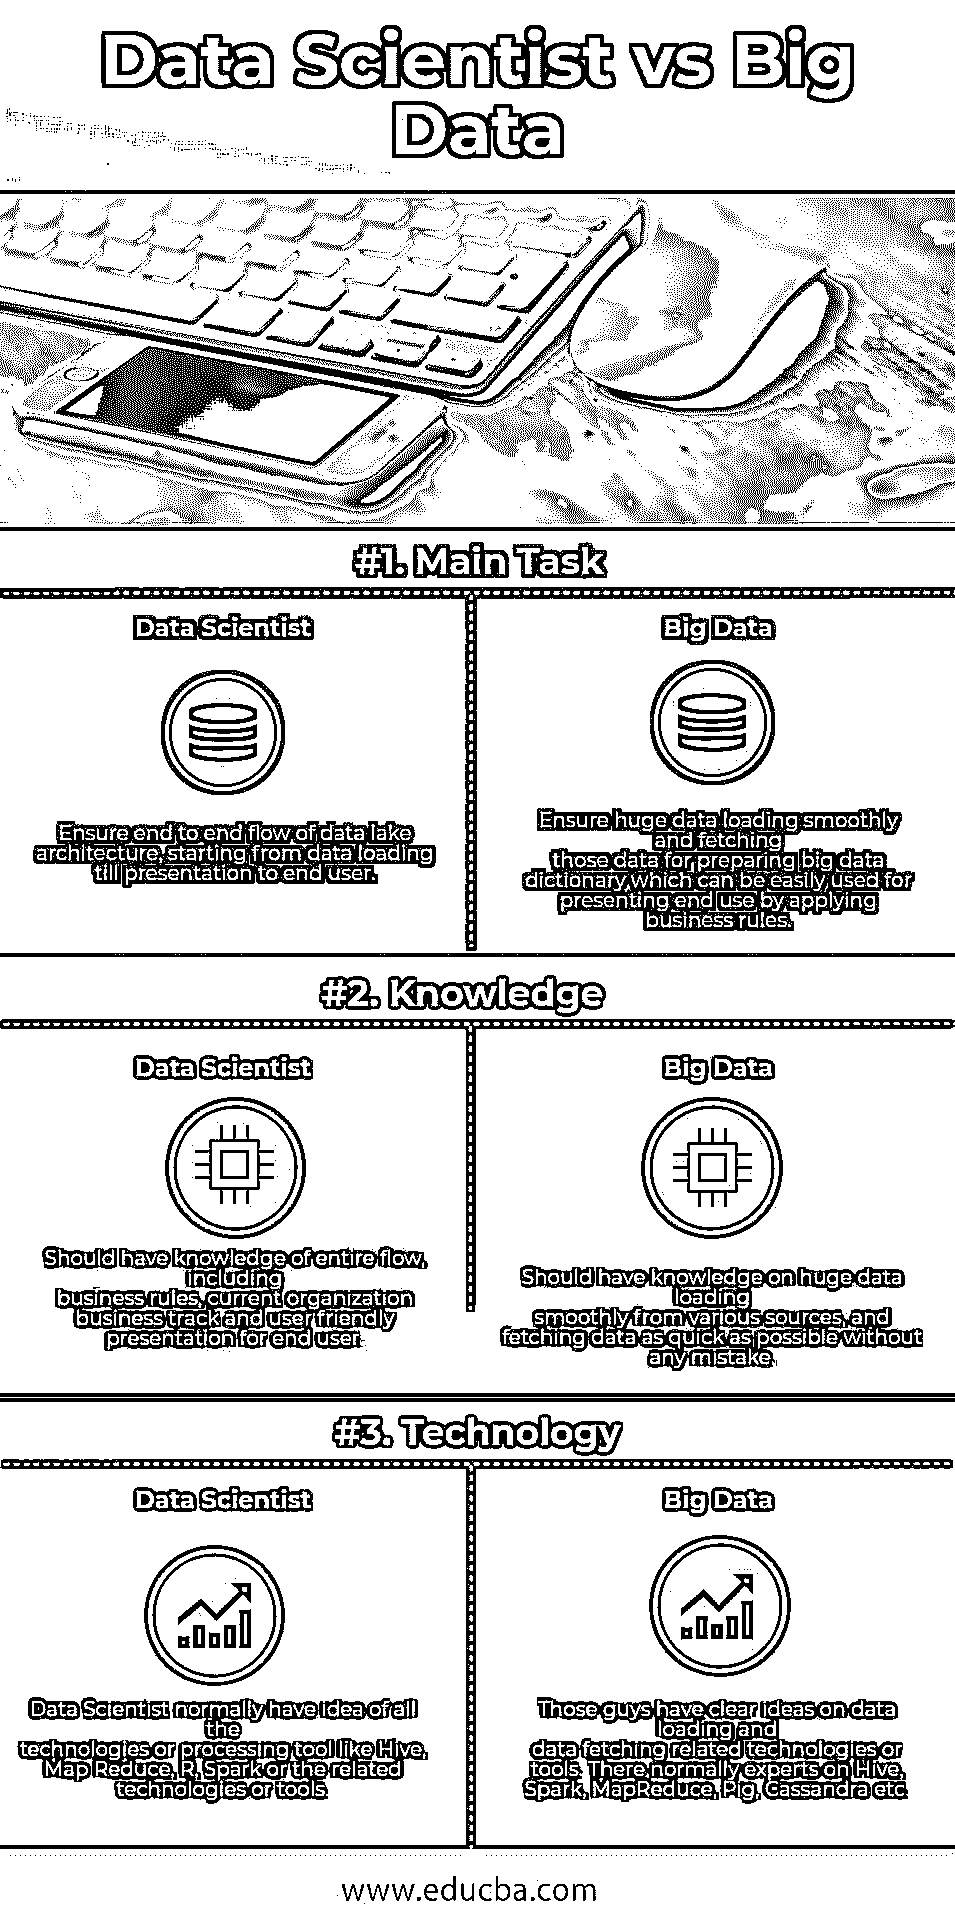 Data Scientist vs Big
Data
#1. Main Task
Data Scientist
Ensure end to end flow of data lake
architecture, starting from data loading
till presentation to end user.
Big Data
Ensure huge data loading smoothly
and fetching
those data for preparing big data
dictionary,which can be easily used for
presenting end use by applying
business rules.
#2. Knowledge
Data Scientist
Should have knowledge of entire flow,
including
business rules, current organization
business track and user friendly
presentation for end user.
Big Data
Should have knowledge on huge data
loading
smoothly from various sources, and
fetching data as quick as possible without
any mistake.
#3. Technology
Data Scientist
Data Scientist normally have idea of all
the
technologies or processing tool like Hive,
Map Reduce, R, Spark or the related
technologies or tools.
Big Data
Those guys have clear ideas on data
loading and
data fetching related technologies or
tools. There normally experts on Hive,
Spark, MapReduce, Pig, Cassandra etc.
www.educba.com